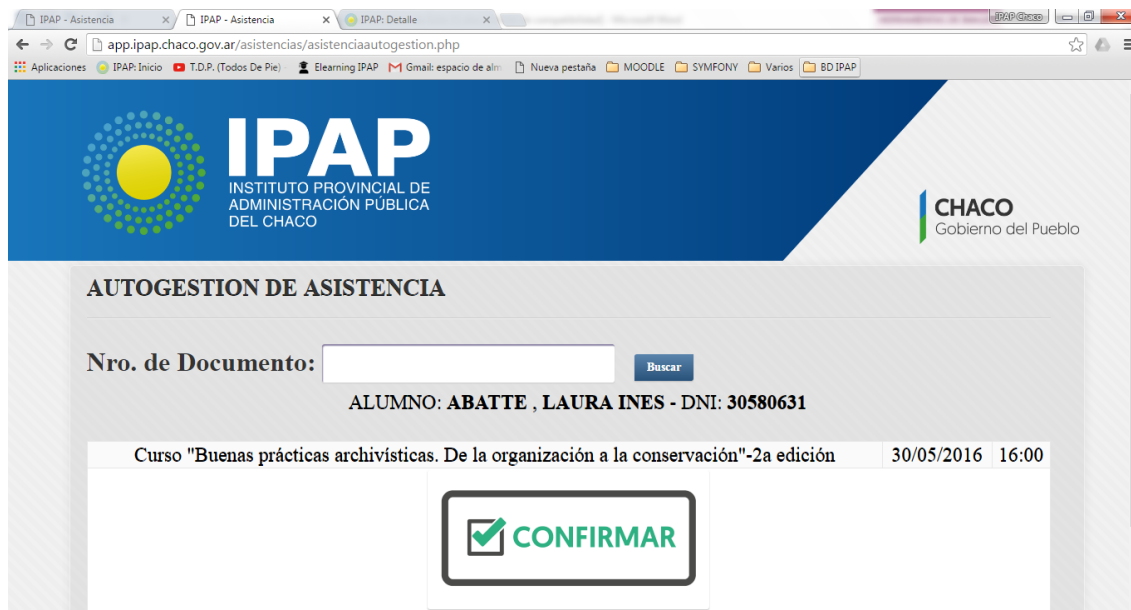 IPAP - Asistencia
IPAP - Asistencia
IPAP: Detalle
IPAP Chaco
app.ipap.chaco.gov.ar/asistencias/asistenciaautogestion.php
Aplicaciones IPAP: Inicio T.D.P. (Todos De Pie) - Elearning IPAP Gmail: espacio de alm Nueva pestaña MOODLE SYMFONY Varios BD IPAP
IPAP
INSTITUTO PROVINCIAL DE
ADMINISTRACIÓN PÚBLICA
DEL CHACO
CHACO
Gobierno del Pueblo
AUTOGESTION DE ASISTENCIA
Nro. de Documento: Buscar
ALUMNO: ABATTE , LAURA INES - DNI: 30580631
Curso "Buenas prácticas archivísticas. De la organización a la conservación"-2a edición 30/05/2016 16:00
CONFIRMAR